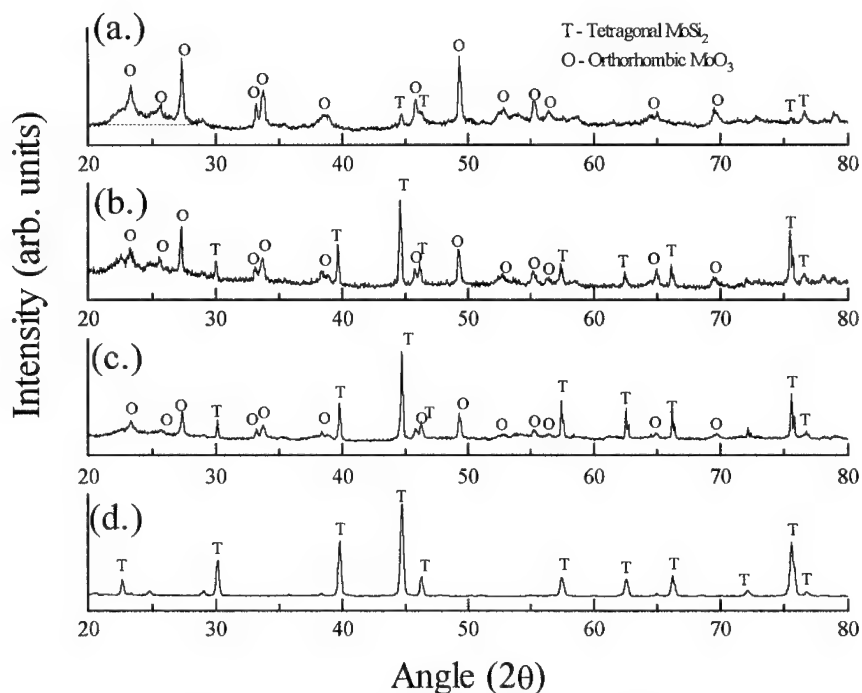 (a.)
T - Tetragonal MoSi₂
O - Orthorhombic MoO₃
O O O O O O T O T O O O O O O T T
20 30 40 50 60 70 80
(b.)
O O O T O O O T T O T O O O O T T O T O T T
20 30 40 50 60 70 80
(c.)
O O O T O O O T T O T O O O O T T O T O T T
20 30 40 50 60 70 80
(d.)
T T T T T T T T T T T
20 30 40 50 60 70 80
Intensity (arb. units)
Angle (2θ)